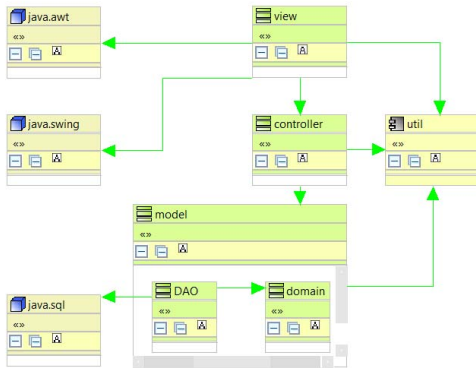 java.awt
«»
A
view
«»
A
java.swing
«»
A
controller
«»
A
util
«»
A
model
«»
A
java.sql
«»
A
DAO
«»
A
domain
«»
A